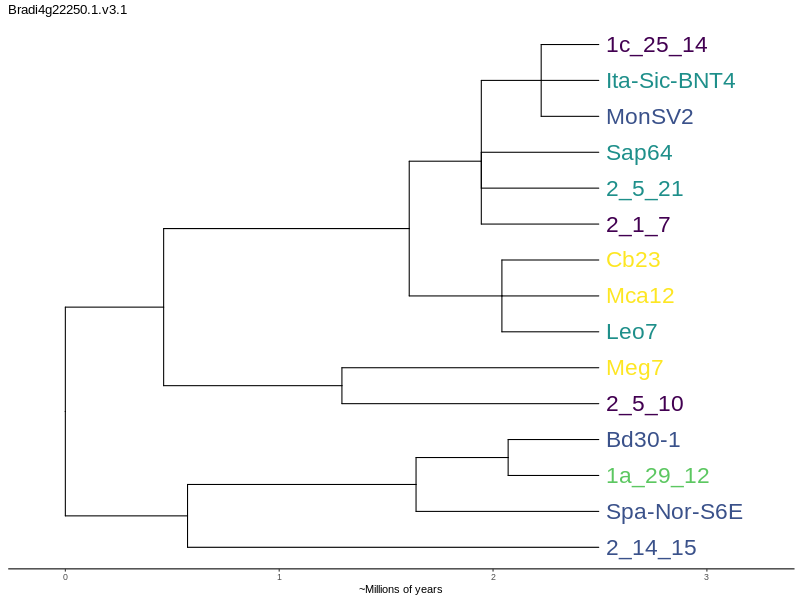 Bradi4g22250.1.v3.1
1c_25_14
Ita-Sic-BNT4
MonSV2
Sap64
2_5_21
2_1_7
Cb23
Mca12
Leo7
Meg7
2_5_10
Bd30-1
1a_29_12
Spa-Nor-S6E
2_14_15
0 1 2 3
~Millions of years